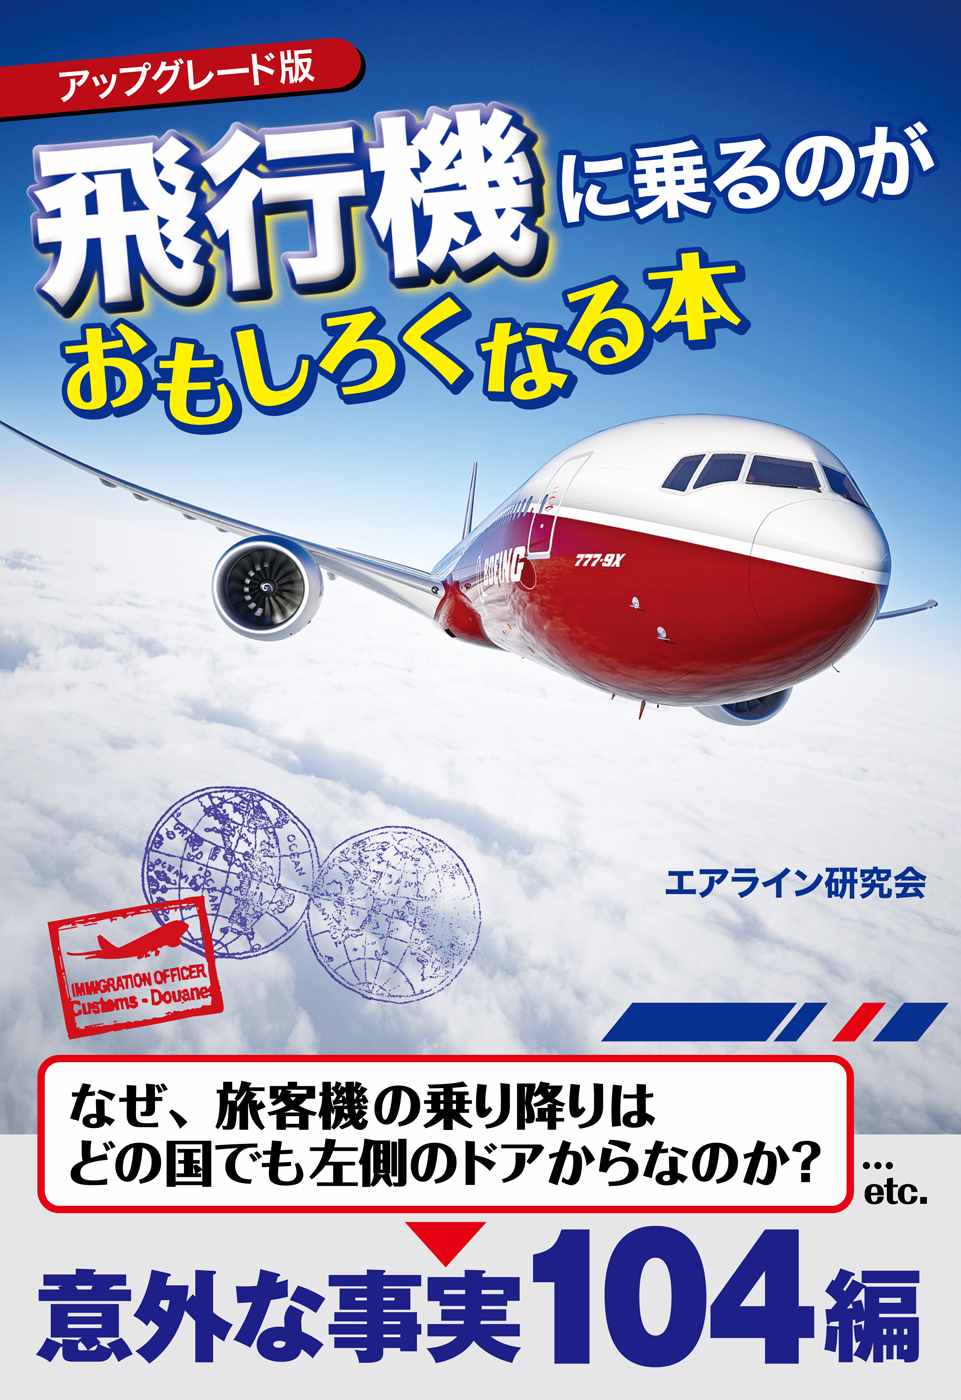 アップグレード版
飛行機に乗るのが
おもしろくなる本
BOEING
777-9X
OCEAN
エアライン研究会
IMMIGRATION OFFICER
Customs - Douanes
なぜ、旅客機の乗り降りは
どの国でも左側のドアからなのか?
…
etc.
意外な事実104編